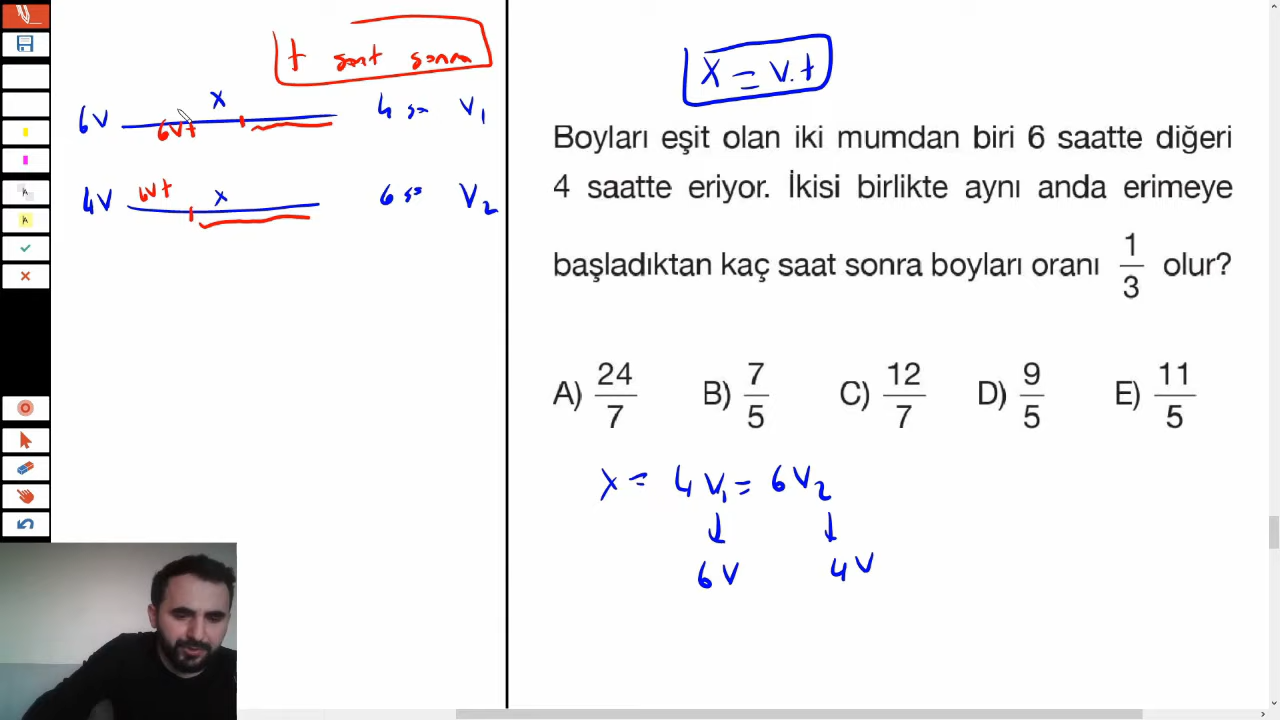 t saat sonra
6V 6Vt x 4 sa V1
4V 4Vt x 6 sa V2
X = V.t
Boyları eşit olan iki mumdan biri 6 saatte diğeri
4 saatte eriyor. İkisi birlikte aynı anda erimeye
başladıktan kaç saat sonra boyları oranı 1/3 olur?
A) 24/7 B) 7/5 C) 12/7 D) 9/5 E) 11/5
x = 4V1 = 6V2
6V 4V